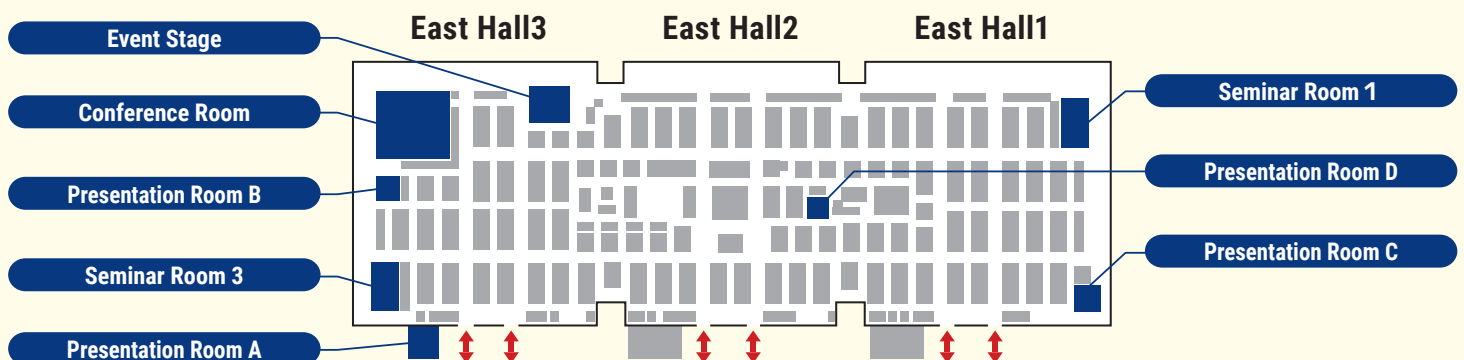 East Hall3
East Hall2
East Hall1
Event Stage
Conference Room
Presentation Room B
Seminar Room 3
Presentation Room A
Seminar Room 1
Presentation Room D
Presentation Room C